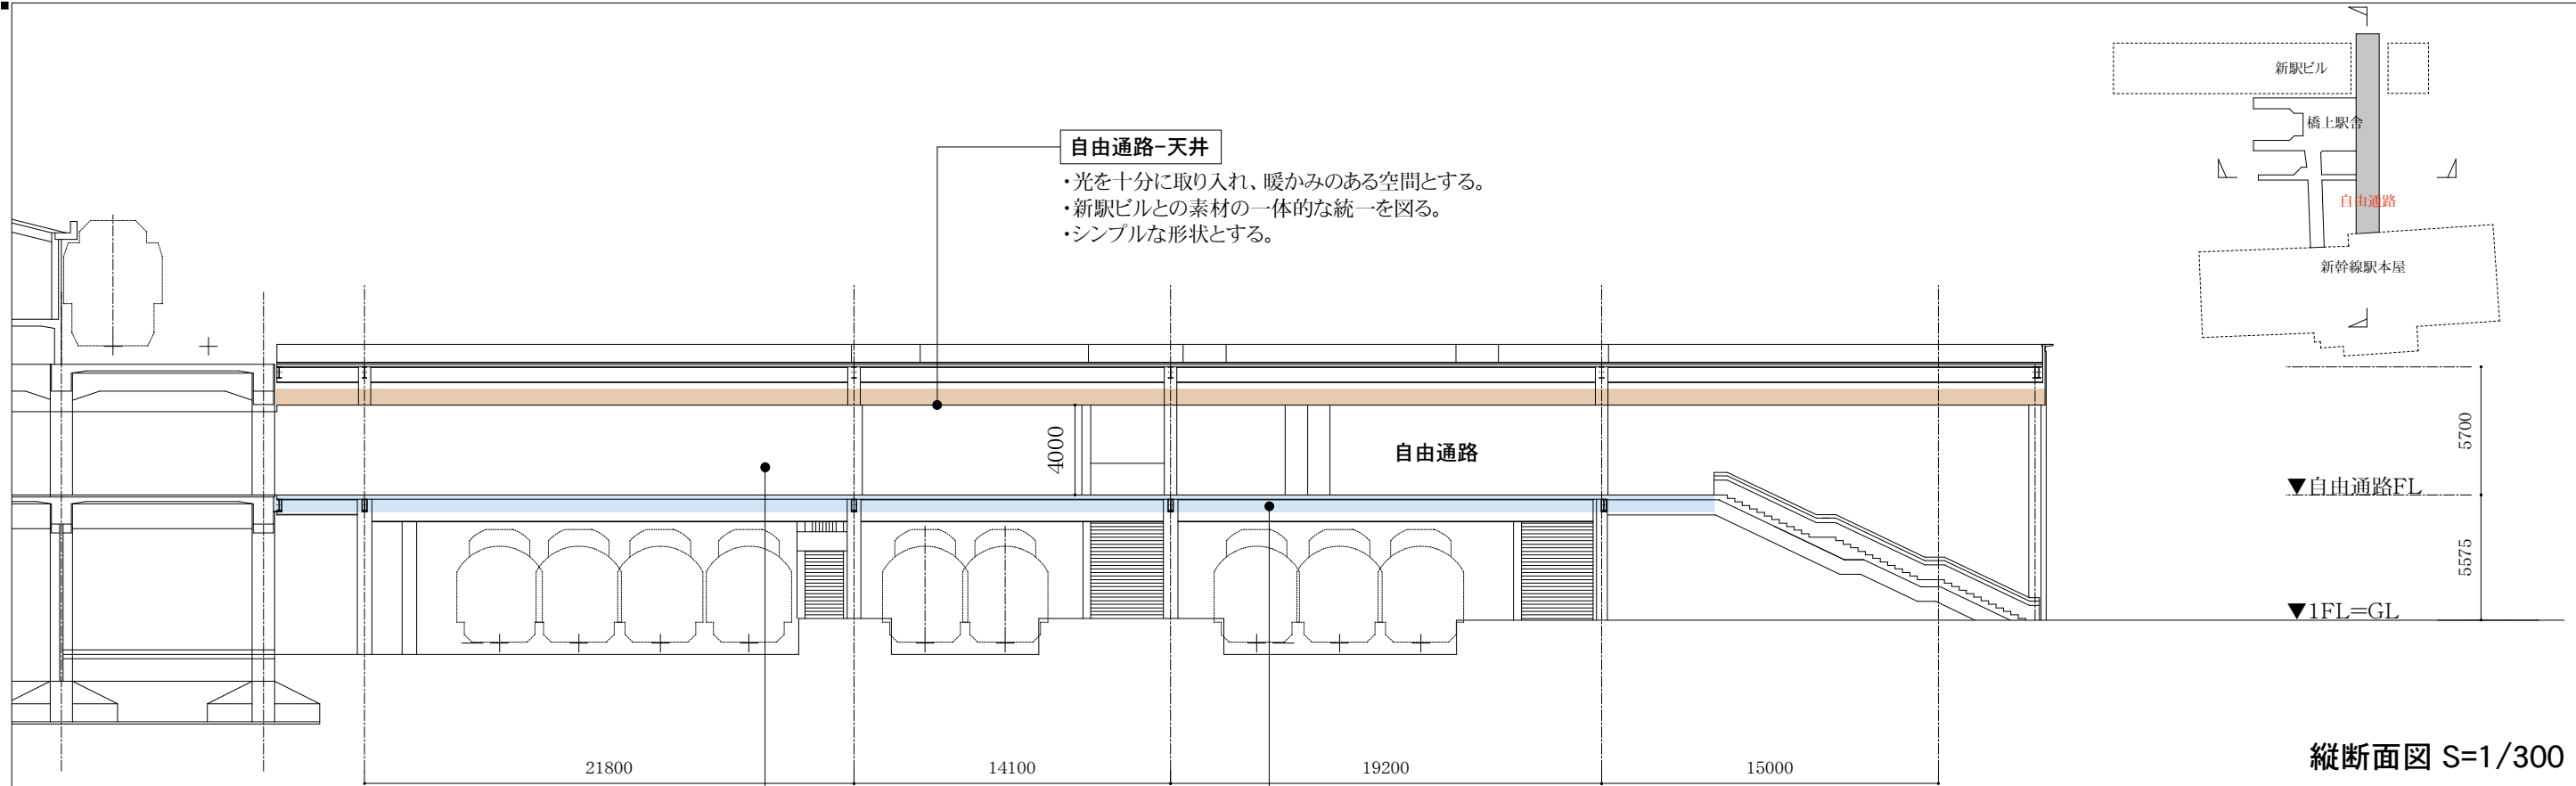 新駅ビル
橋上駅舎
自由通路
新幹線駅本屋
自由通路-天井
・光を十分に取り入れ、暖かみのある空間とする。
・新駅ビルとの素材の一体的な統一を図る。
・シンプルな形状とする。
4000
自由通路
5700
▼自由通路FL
5575
▼1FL=GL
21800
14100
19200
15000
縦断面図 S=1/300